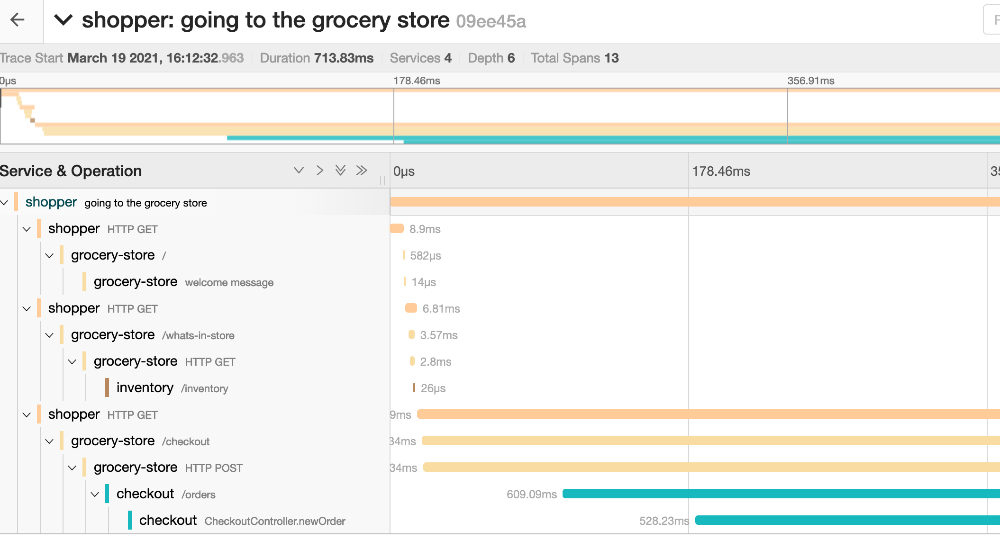 shopper: going to the grocery store 09ee45a
Trace Start March 19 2021, 16:12:32.963 Duration 713.83ms Services 4 Depth 6 Total Spans 13
0µs 178.46ms 356.91ms
Service & Operation 0µs 178.46ms 35
shopper going to the grocery store
shopper HTTP GET 8.9ms
grocery-store / 582µs
grocery-store welcome message 14µs
shopper HTTP GET 6.81ms
grocery-store /whats-in-store 3.57ms
grocery-store HTTP GET 2.8ms
inventory /inventory 26µs
shopper HTTP GET 9ms
grocery-store /checkout 34ms
grocery-store HTTP POST 34ms
checkout /orders 609.09ms
checkout CheckoutController.newOrder 528.23ms